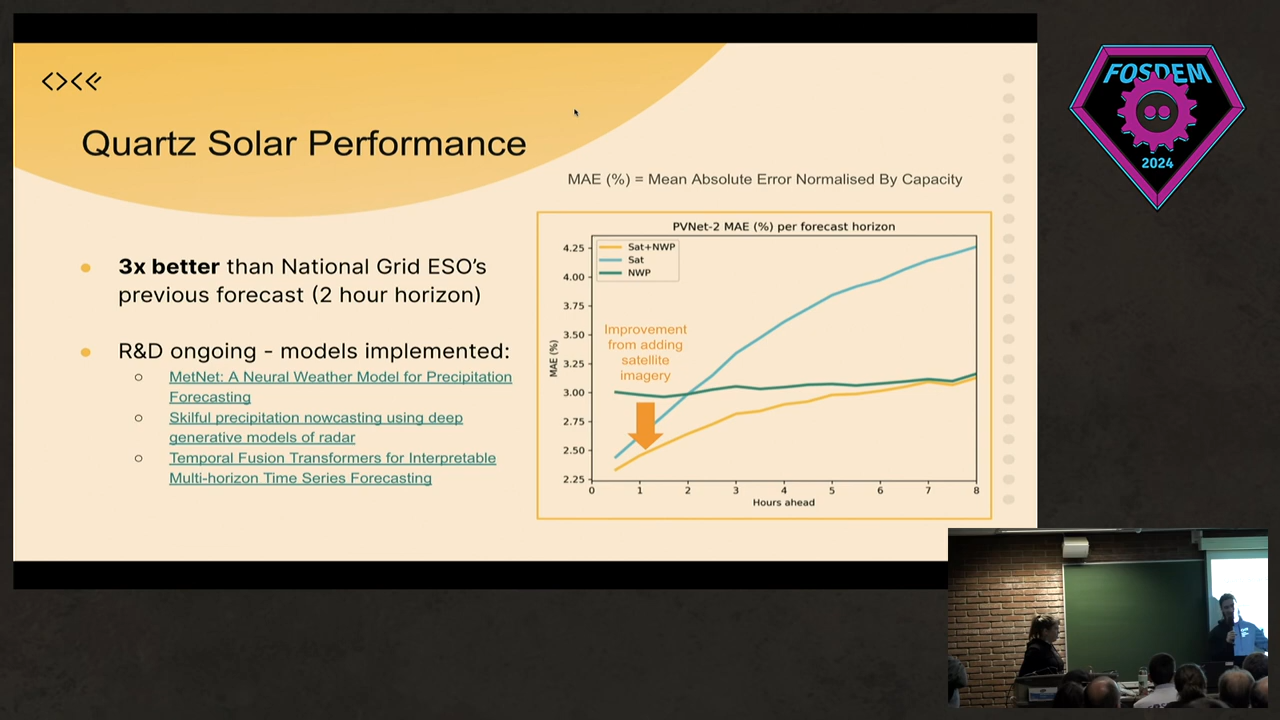 Quartz Solar Performance
3x better than National Grid ESO's
previous forecast (2 hour horizon)
R&D ongoing - models implemented:
MetNet: A Neural Weather Model for Precipitation
Forecasting
Skilful precipitation nowcasting using deep
generative models of radar
Temporal Fusion Transformers for Interpretable
Multi-horizon Time Series Forecasting
MAE (%) = Mean Absolute Error Normalised By Capacity
PVNet-2 MAE (%) per forecast horizon
Sat+NWP
Sat
NWP
Improvement
from adding
satellite
imagery
MAE (%)
4.25
4.00
3.75
3.50
3.25
3.00
2.75
2.50
2.25
0 1 2 3 4 5 6 7 8
Hours ahead
FOSDEM
2024